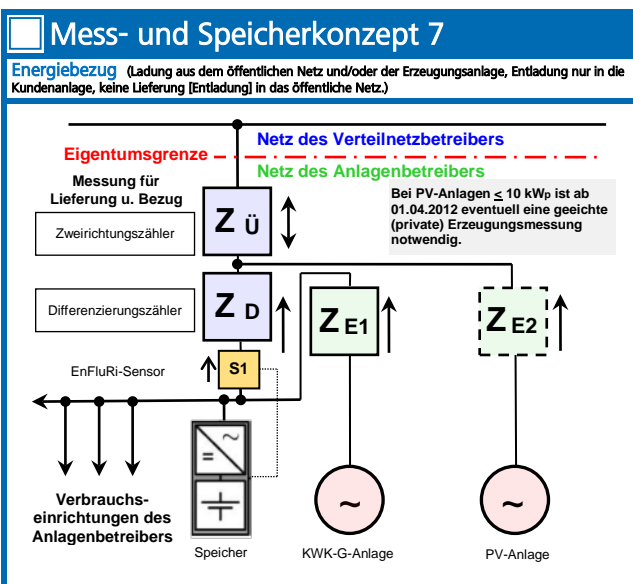 Mess- und Speicherkonzept 7
Energiebezug (Ladung aus dem öffentlichen Netz und/oder der Erzeugungsanlage, Entladung nur in die
Kundenanlage, keine Lieferung [Entladung] in das öffentliche Netz.)
Netz des Verteilnetzbetreibers
Eigentumsgrenze
Netz des Anlagenbetreibers
Messung für
Lieferung u. Bezug
Bei PV-Anlagen < 10 kWp ist ab
01.04.2012 eventuell eine geeichte
(private) Erzeugungsmessung
notwendig.
Zweirichtungszähler
Z Ü
Differenzierungszähler
Z D
Z E1
Z E2
EnFluRi-Sensor
S1
~
=
~
~
Verbrauchs-
einrichtungen des
Anlagenbetreibers
Speicher
KWK-G-Anlage
PV-Anlage